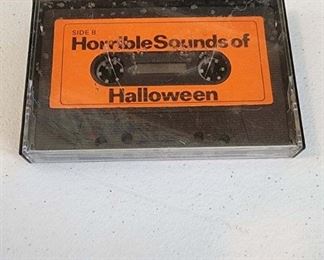 SIDE B
Horrible Sounds of
Halloween